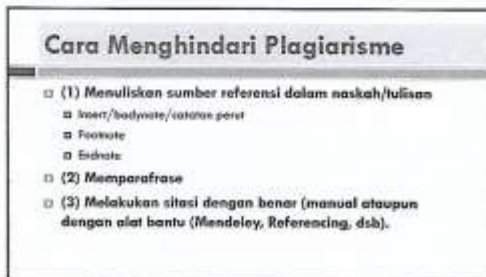 Cara Menghindari Plagiarisme
(1) Menuliskan sumber referensi dalam naskah/tulisan
Insert/bodynote/catatan perut
Footnote
Endnote
(2) Memparafrase
(3) Melakukan sitasi dengan benar (manual ataupun
dengan alat bantu (Mendeley, Referencing, dsb).